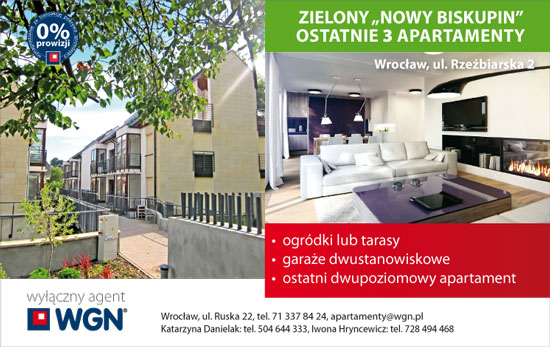 0%
prowizji
ZIELONY „NOWY BISKUPIN”
OSTATNIE 3 APARTAMENTY
Wrocław, ul. Rzeźbiarska 2
• ogródki lub tarasy
• garaże dwustanowiskowe
• ostatni dwupoziomowy apartament
wyłączny agent
WGN®
Wrocław, ul. Ruska 22, tel. 71 337 84 24, apartamenty@wgn.pl
Katarzyna Danielak: tel. 504 644 333, Iwona Hryncewicz: tel. 728 494 468